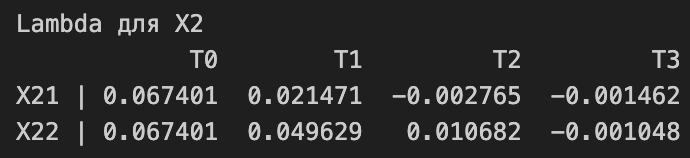 Lambda для X2
T0 T1 T2 T3
X21 | 0.067401 0.021471 -0.002765 -0.001462
X22 | 0.067401 0.049629 0.010682 -0.001048